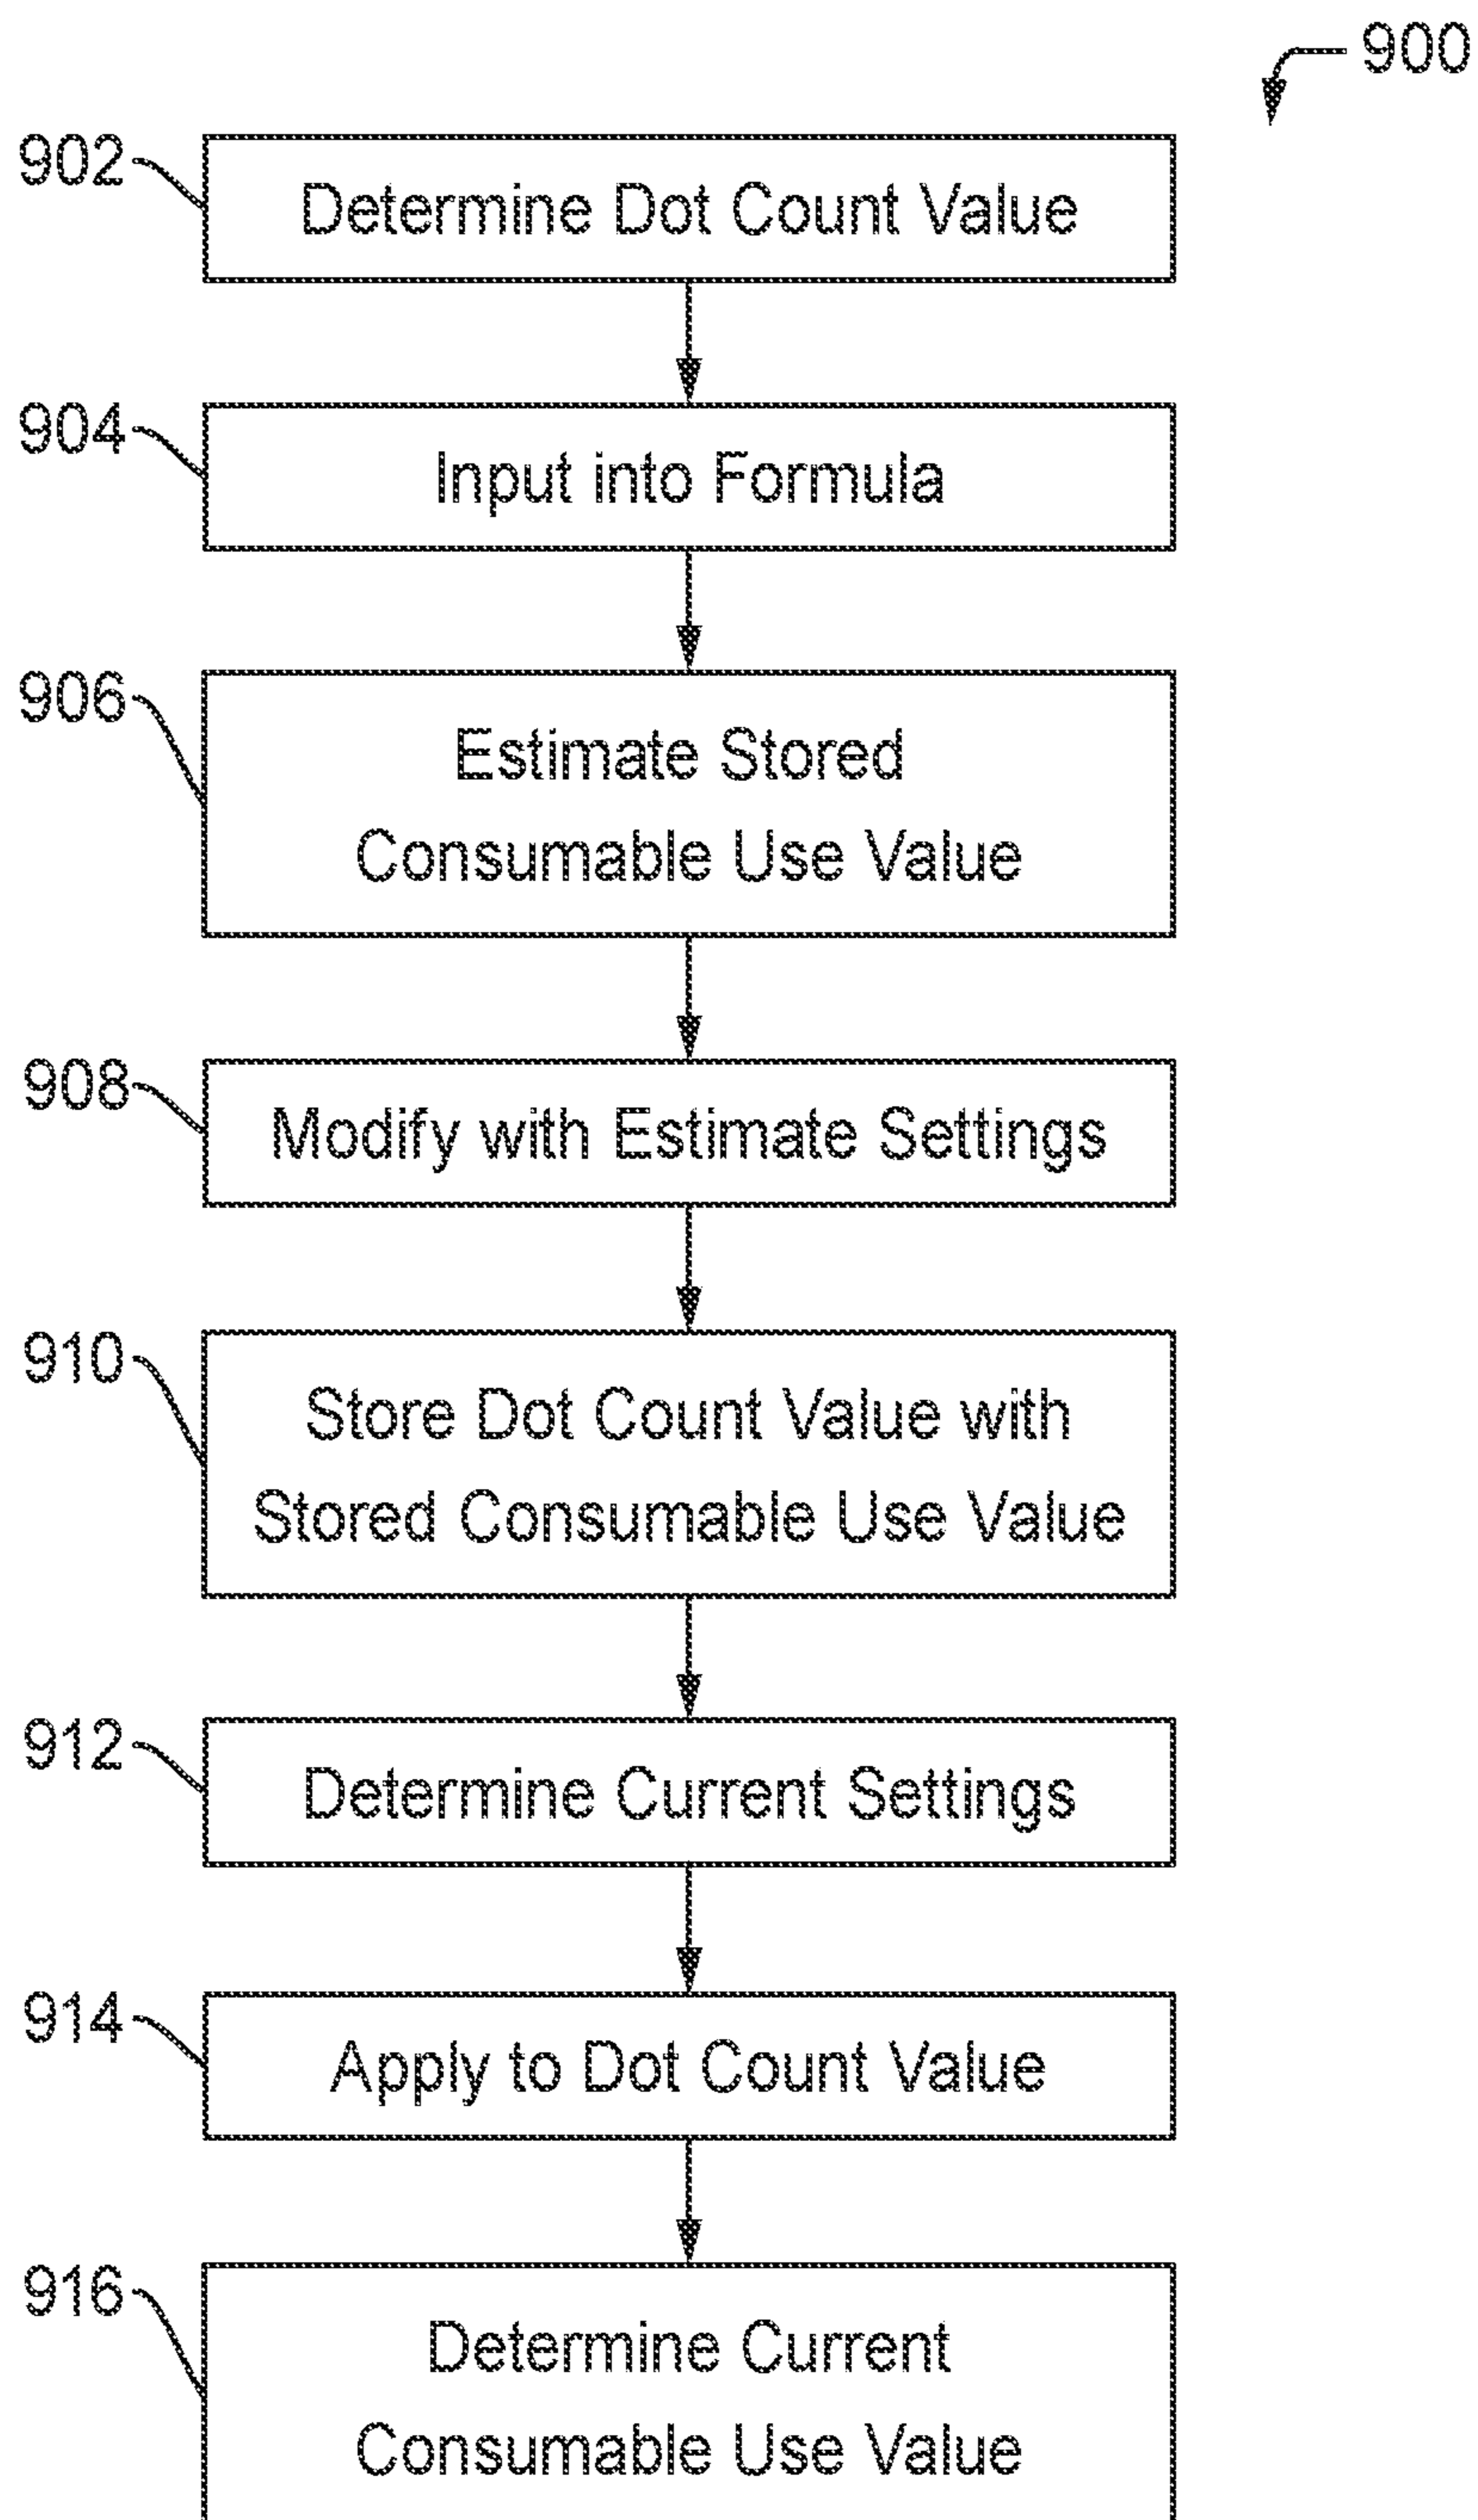 900
902
Determine Dot Count Value
904
Input into Formula
906
Estimate Stored
Consumable Use Value
908
Modify with Estimate Settings
910
Store Dot Count Value with
Stored Consumable Use Value
912
Determine Current Settings
914
Apply to Dot Count Value
916
Determine Current
Consumable Use Value